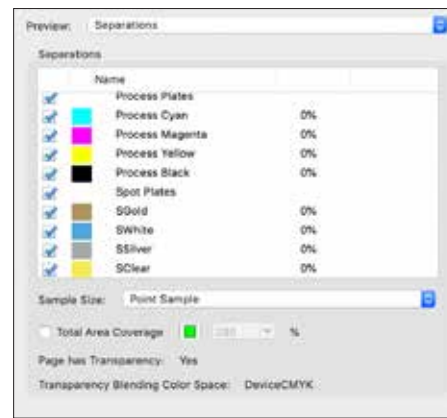 Preview: Separations
Separations
Name
Process Plates
Process Cyan 0%
Process Magenta 0%
Process Yellow 0%
Process Black 0%
Spot Plates
SGold 0%
SWhite 0%
SSilver 0%
SClear 0%
Sample Size: Point Sample
Total Area Coverage %
Page has Transparency: Yes
Transparency Blending Color Space: DeviceCMYK